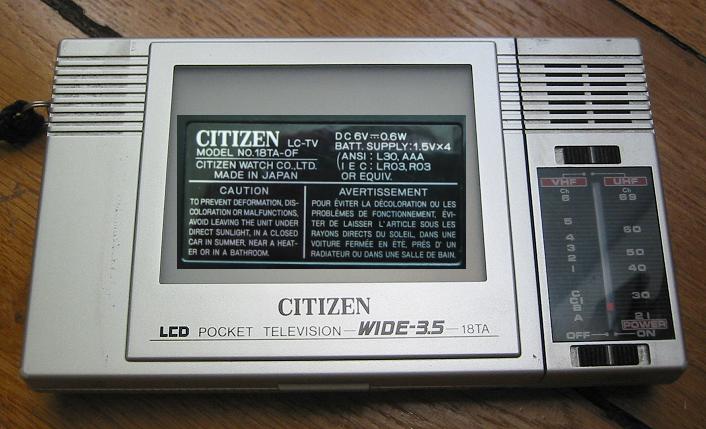 CITIZEN LC-TV
MODEL NO.18TA-0F
CITIZEN WATCH CO.,LTD.
MADE IN JAPAN
DC 6V⎓0.6W
BATT. SUPPLY:1.5V×4
(ANSI : L30, AAA
I E C : LR03, R03
OR EQUIV.
CAUTION
TO PREVENT DEFORMATION, DIS-
COLORATION OR MALFUNCTIONS,
AVOID LEAVING THE UNIT UNDER
DIRECT SUNLIGHT, IN A CLOSED
CAR IN SUMMER, NEAR A HEAT-
ER OR IN A BATHROOM.
AVERTISSEMENT
POUR ÉVITER LA DÉCOLORATION OU LES
PROBLÈMES DE FONCTIONNEMENT, ÉVI-
TER DE LAISSER L'ARTICLE SOUS LES
RAYONS DIRECTS DU SOLEIL, DANS UNE
VOITURE FERMÉE EN ÉTÉ, PRÉS D' UN
RADIATEUR OU DANS UNE SALLE DE BAIN.
CITIZEN
LCD POCKET TELEVISION—WIDE-3.5—18TA
VHF UHF
Ch Ch
6 69
5 60
4
3 50
2 40
1
C
C1 30
B
A 21
POWER
OFF ON